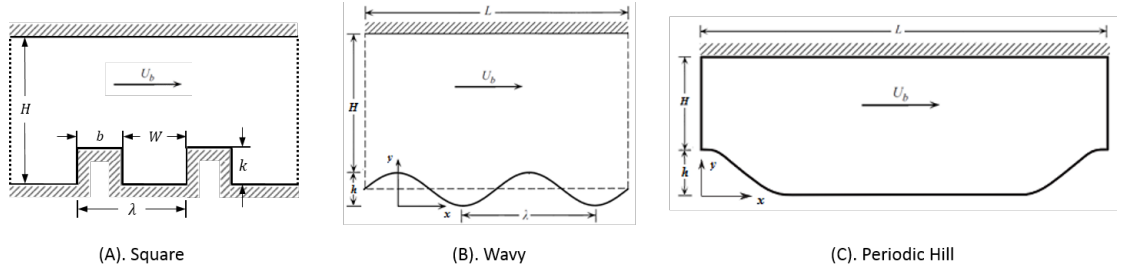 U_b
H
b
W
k
λ
(A). Square
L
U_b
H
y
h
x
λ
(B). Wavy
L
U_b
H
h
y
x
(C). Periodic Hill